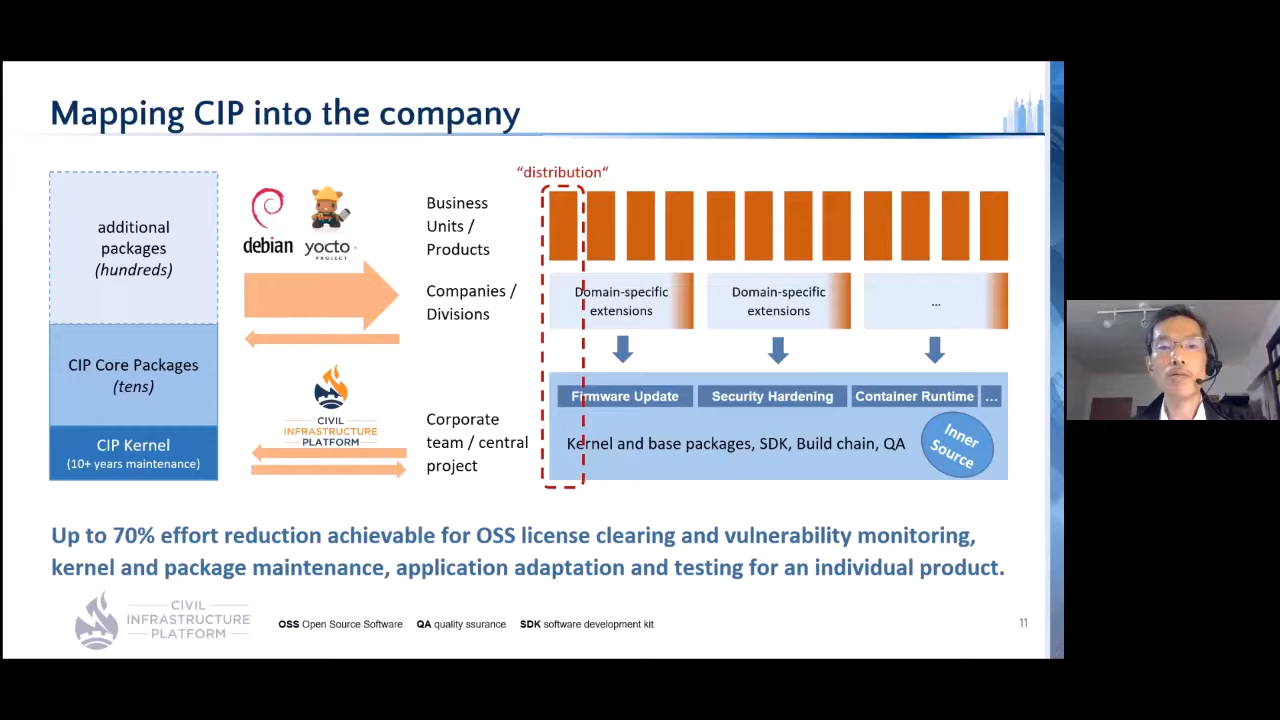 Mapping CIP into the company
"distribution"
additional
packages
(hundreds)
CIP Core Packages
(tens)
CIP Kernel
(10+ years maintenance)
debian
yocto
PROJECT
CIVIL
INFRASTRUCTURE
PLATFORM
Business
Units /
Products
Companies /
Divisions
Corporate
team / central
project
Domain-specific
extensions
Domain-specific
extensions
...
Firmware Update
Security Hardening
Container Runtime
...
Kernel and base packages, SDK, Build chain, QA
Inner
Source
Up to 70% effort reduction achievable for OSS license clearing and vulnerability monitoring,
kernel and package maintenance, application adaptation and testing for an individual product.
CIVIL
INFRASTRUCTURE
PLATFORM
OSS Open Source Software QA quality ssurance SDK software development kit
11